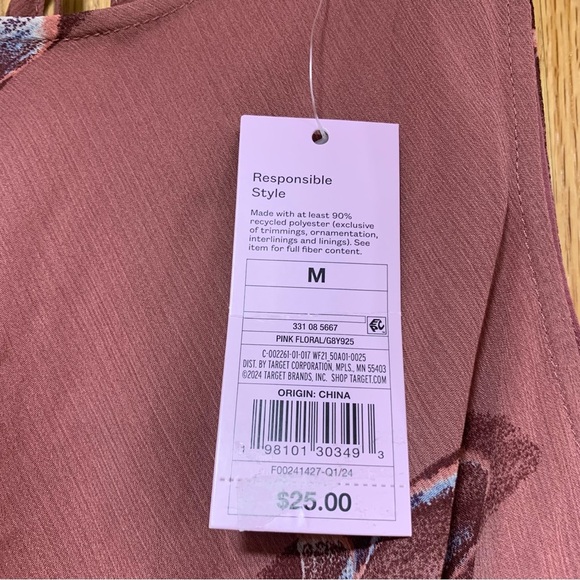 Responsible
Style
Made with at least 90%
recycled polyester (exclusive
of trimmings, ornamentation,
interlinings and linings). See
item for full fiber content.
M
331 08 5667
PINK FLORAL/G8Y925
C-002261-01-017 WF21_50A01-0025
DIST. BY TARGET CORPORATION, MPLS., MN 55403
©2024 TARGET BRANDS, INC. SHOP TARGET.COM
ORIGIN: CHINA
1 98101 30349 3
F00241427-Q1/24
$25.00